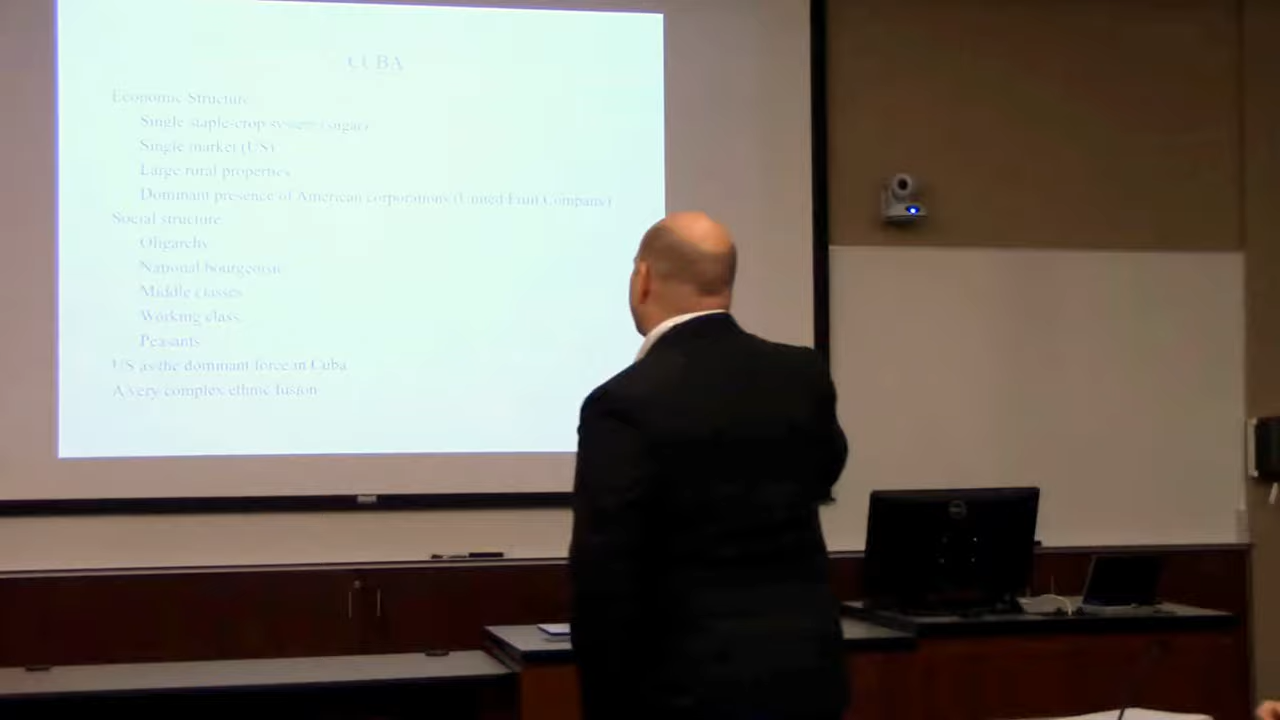 CUBA
Economic Structure
Single staple-crop system (sugar)
Single market (US)
Large rural properties
Dominant presence of American corporations (United Fruit Company)
Social structure
Oligarchy
National bourgeoisie
Middle classes
Working class
Peasants
US as the dominant force in Cuba
A very complex ethnic fusion
DELL